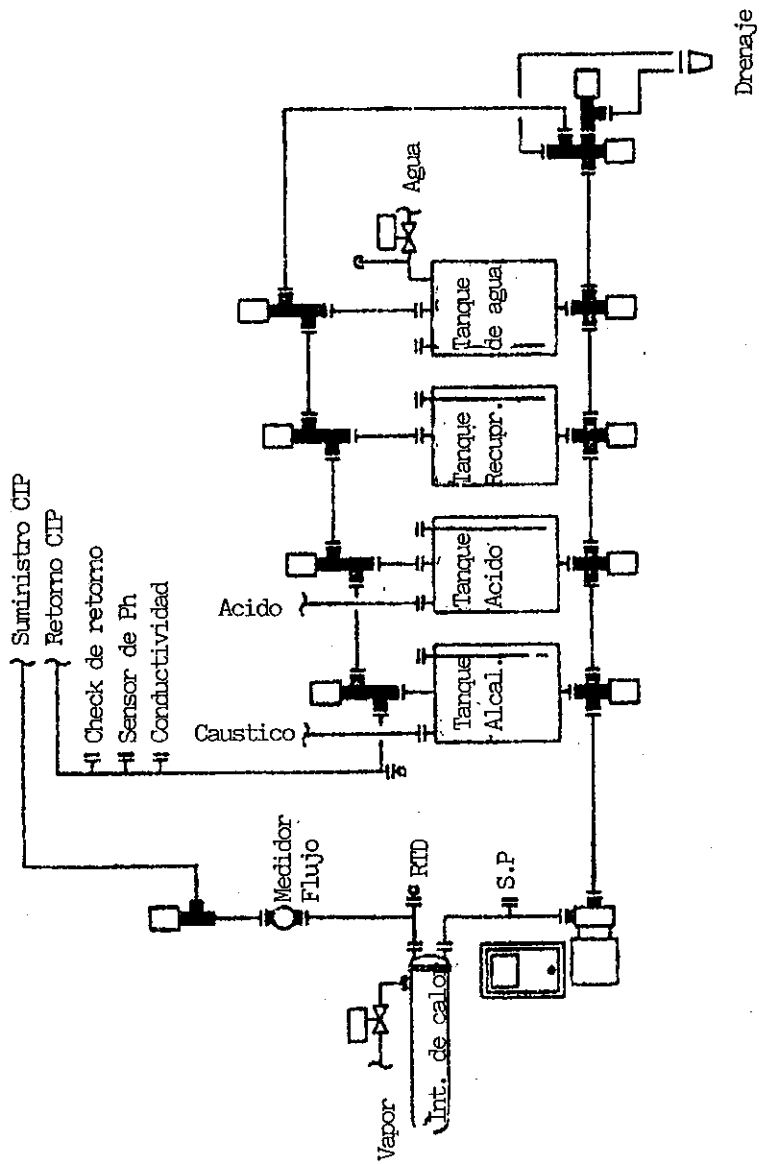 Suministro CIP
Retorno CIP
Check de retorno
Sensor de Ph
Conductividad
Acido
Caustico
Agua
Tanque
de agua
Tanque
Recupr.
Tanque
Acido
Tanque
Alcal.
Medidor
Flujo
RTD
S.P
Vapor
Int. de calor
Drenaje